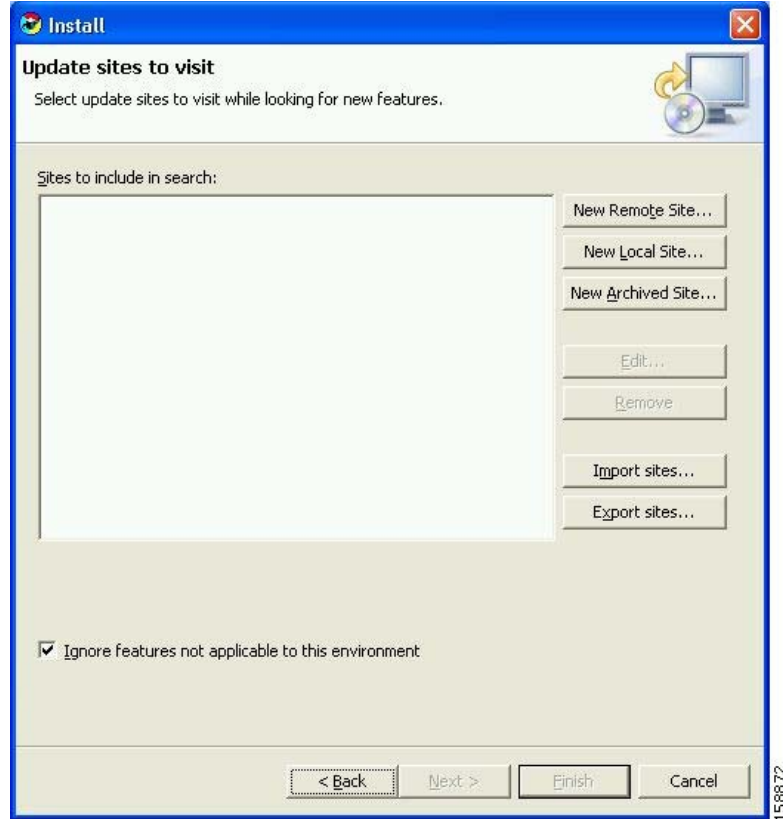 Install
Update sites to visit
Select update sites to visit while looking for new features.
Sites to include in search:
New Remote Site...
New Local Site...
New Archived Site...
Edit...
Remove
Import sites...
Export sites...
Ignore features not applicable to this environment
< Back
Next >
Finish
Cancel
158872